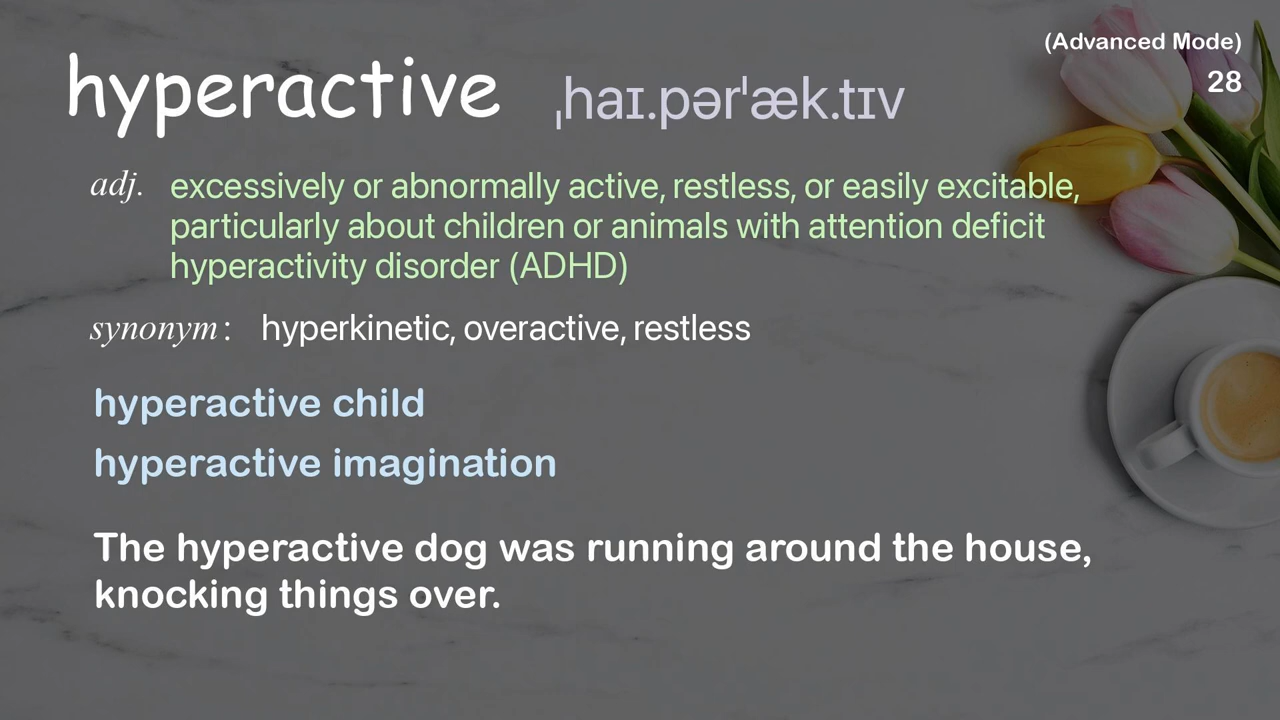 (Advanced Mode)
28
hyperactive ˌhaɪ.pərˈæk.tɪv
adj. excessively or abnormally active, restless, or easily excitable,
particularly about children or animals with attention deficit
hyperactivity disorder (ADHD)
synonym: hyperkinetic, overactive, restless
hyperactive child
hyperactive imagination
The hyperactive dog was running around the house,
knocking things over.